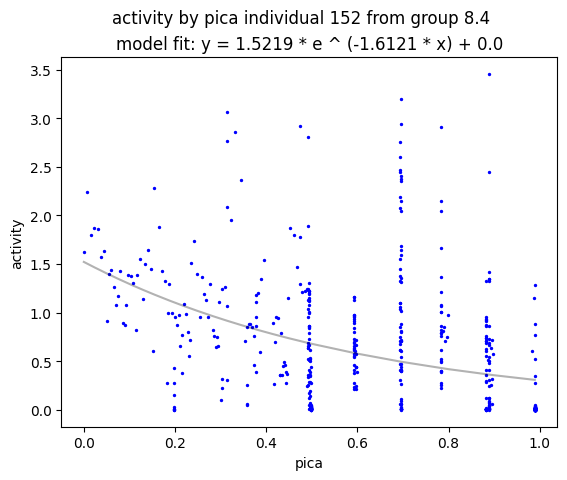 activity by pica individual 152 from group 8.4
model fit: y = 1.5219 * e ^ (-1.6121 * x) + 0.0
3.5
3.0
2.5
2.0
1.5
1.0
0.5
0.0
activity
0.0 0.2 0.4 0.6 0.8 1.0
pica